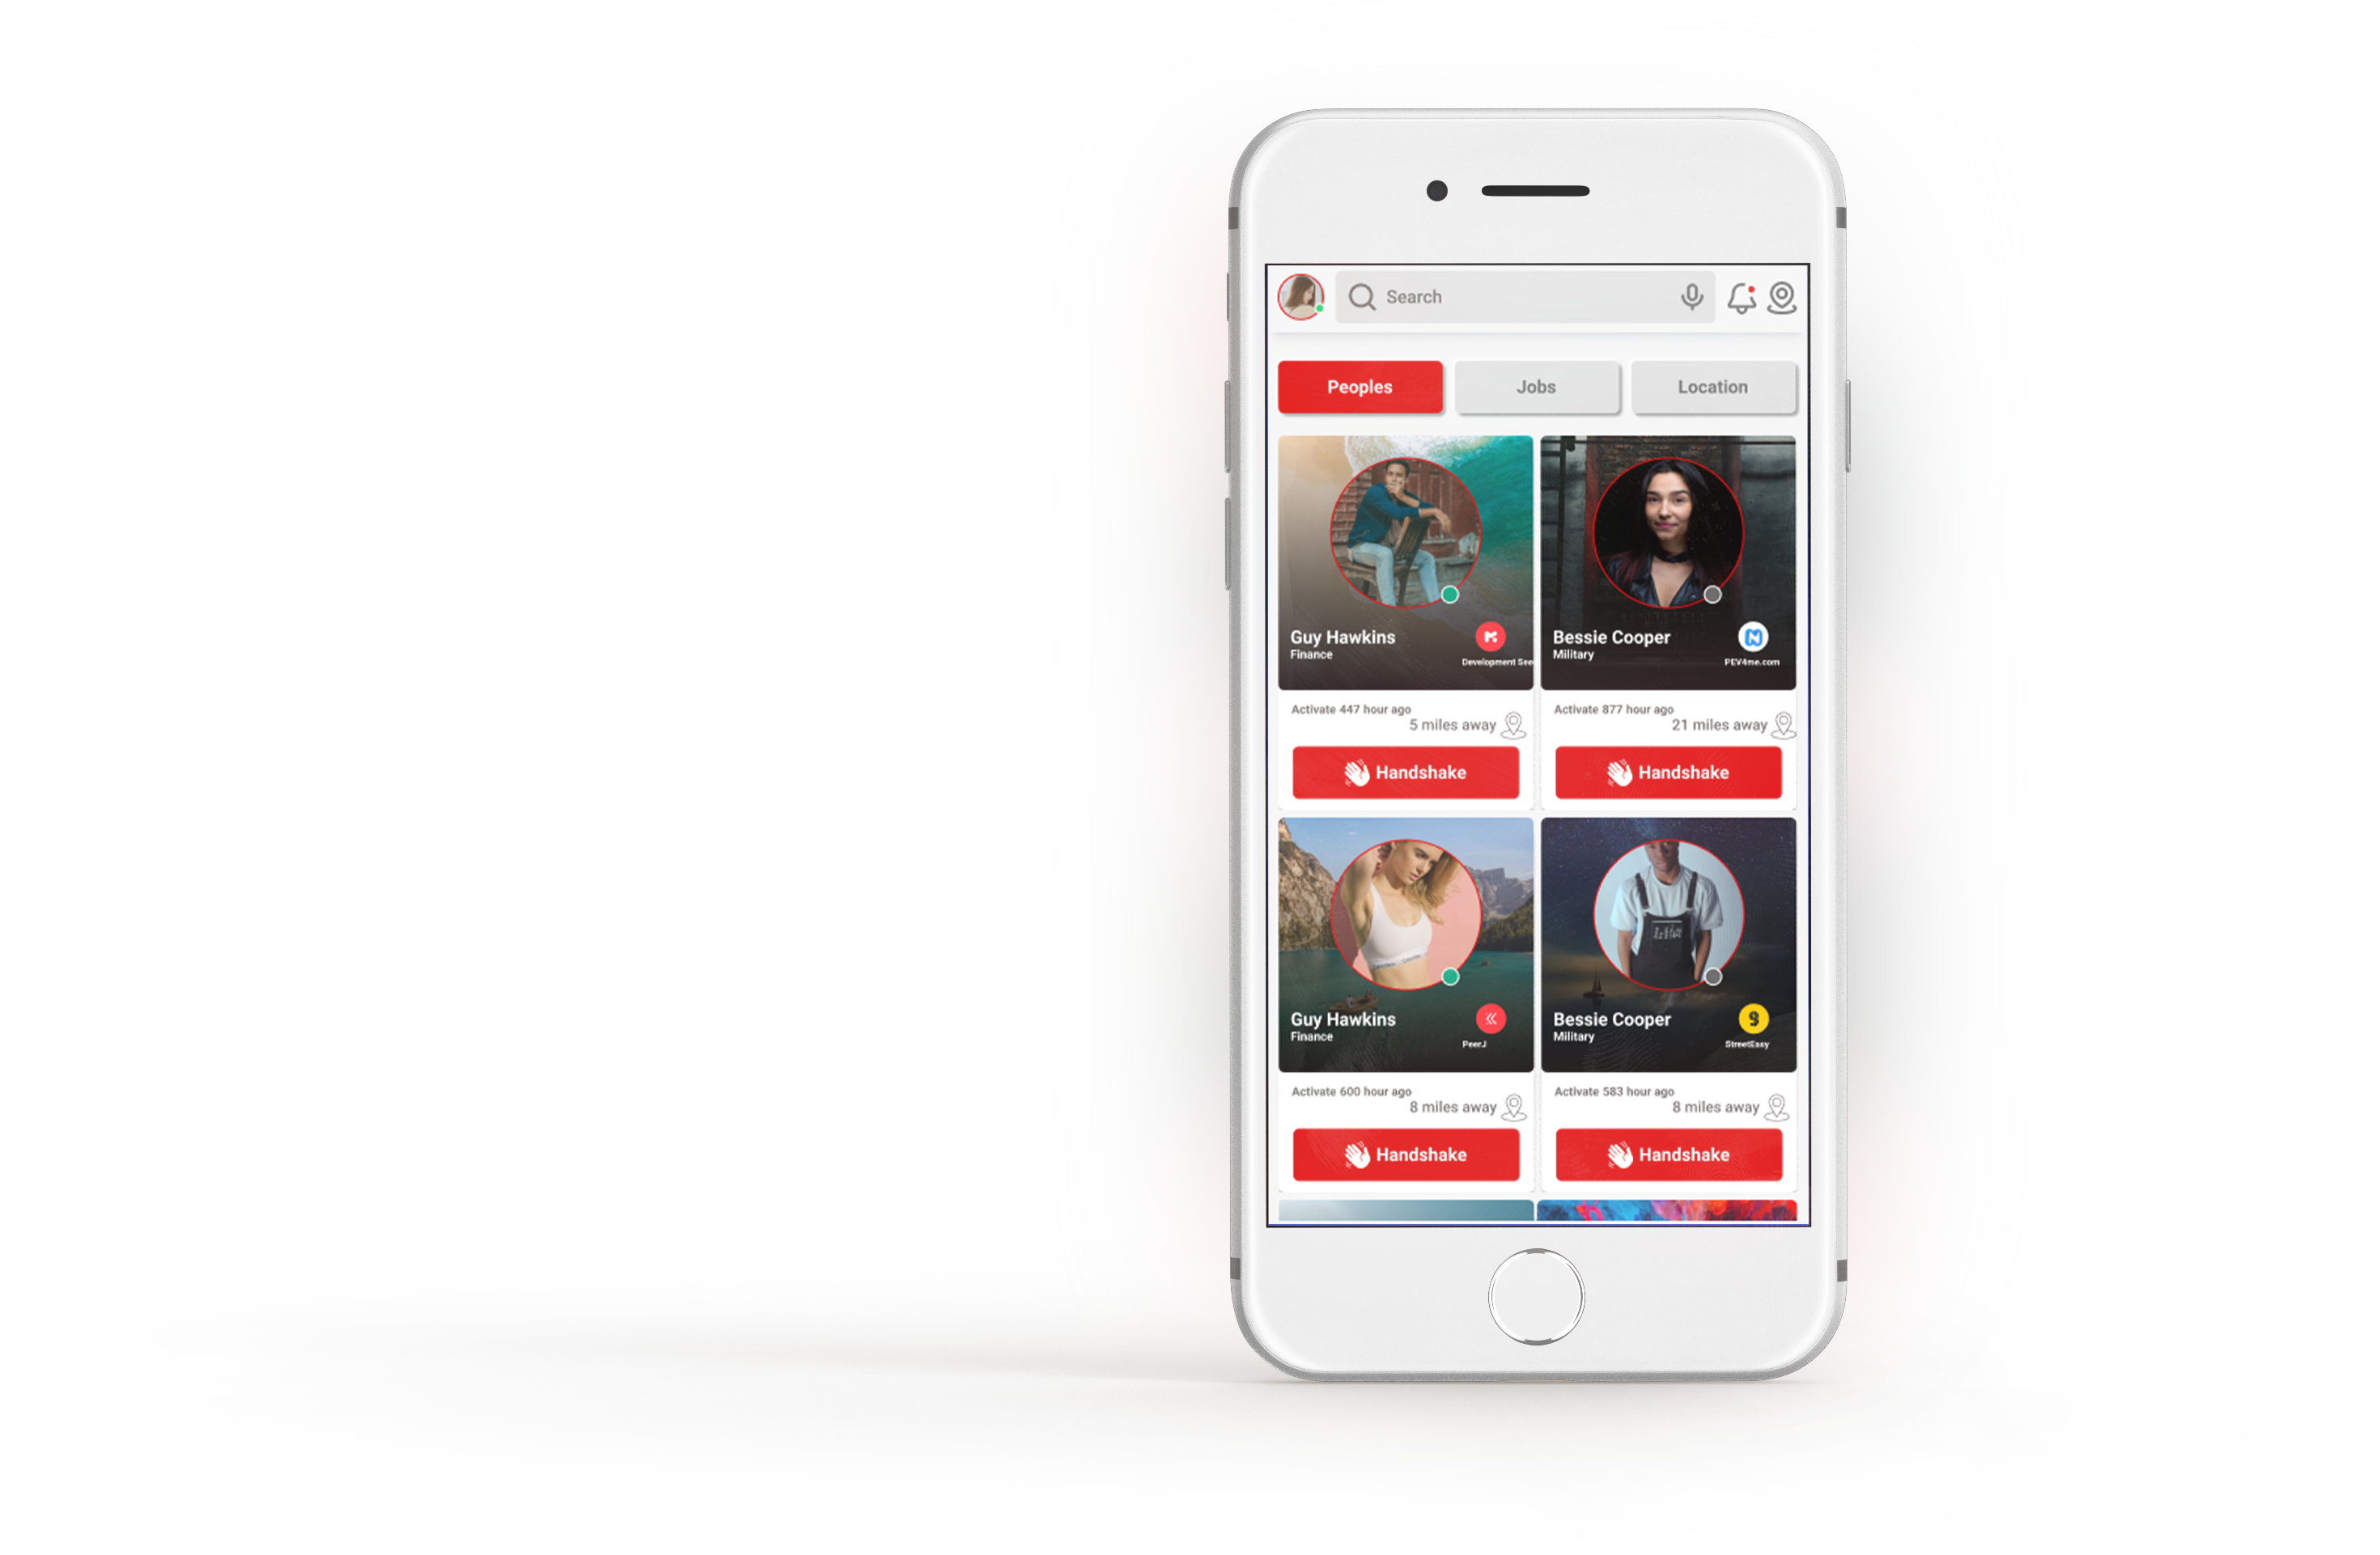 Search
Peoples
Jobs
Location
Guy Hawkins
Finance
Development See
Bessie Cooper
Military
PEV4me.com
Activate 447 hour ago
5 miles away
Activate 877 hour ago
21 miles away
Handshake
Handshake
Guy Hawkins
Finance
PeerJ
Bessie Cooper
Military
StreetEasy
Activate 600 hour ago
8 miles away
Activate 583 hour ago
8 miles away
Handshake
Handshake